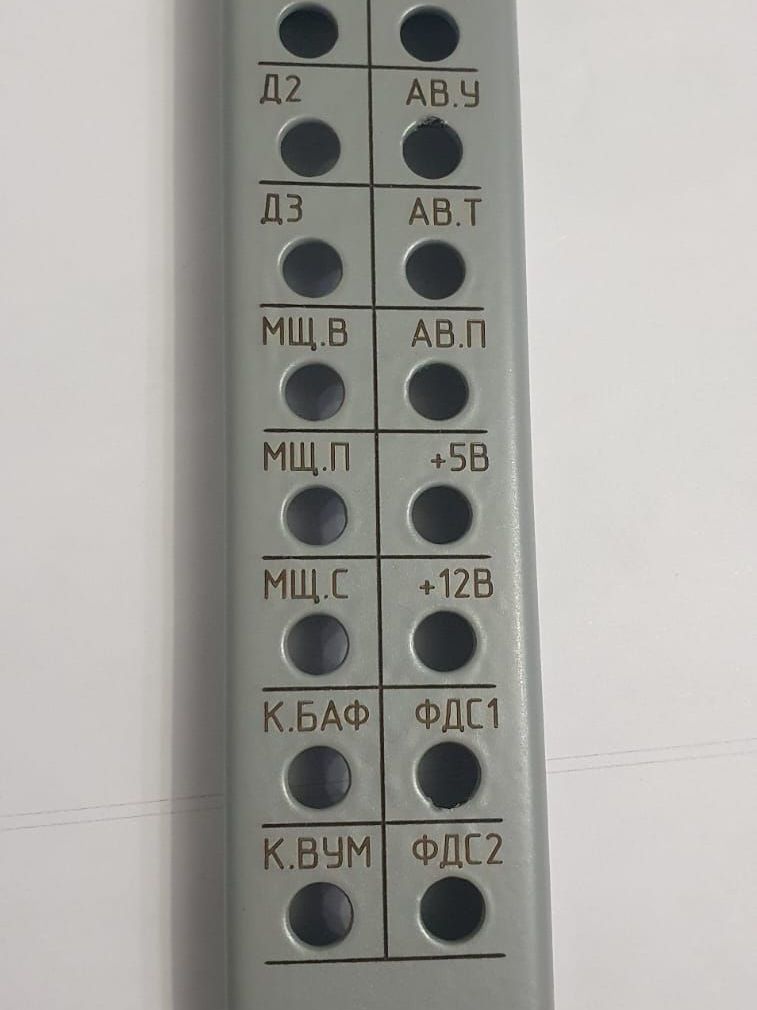 Д2 АВ.У
Д3 АВ.Т
МЩ.В АВ.П
МЩ.П +5В
МЩ.С +12В
К.БАФ ФДС1
К.ВУМ ФДС2